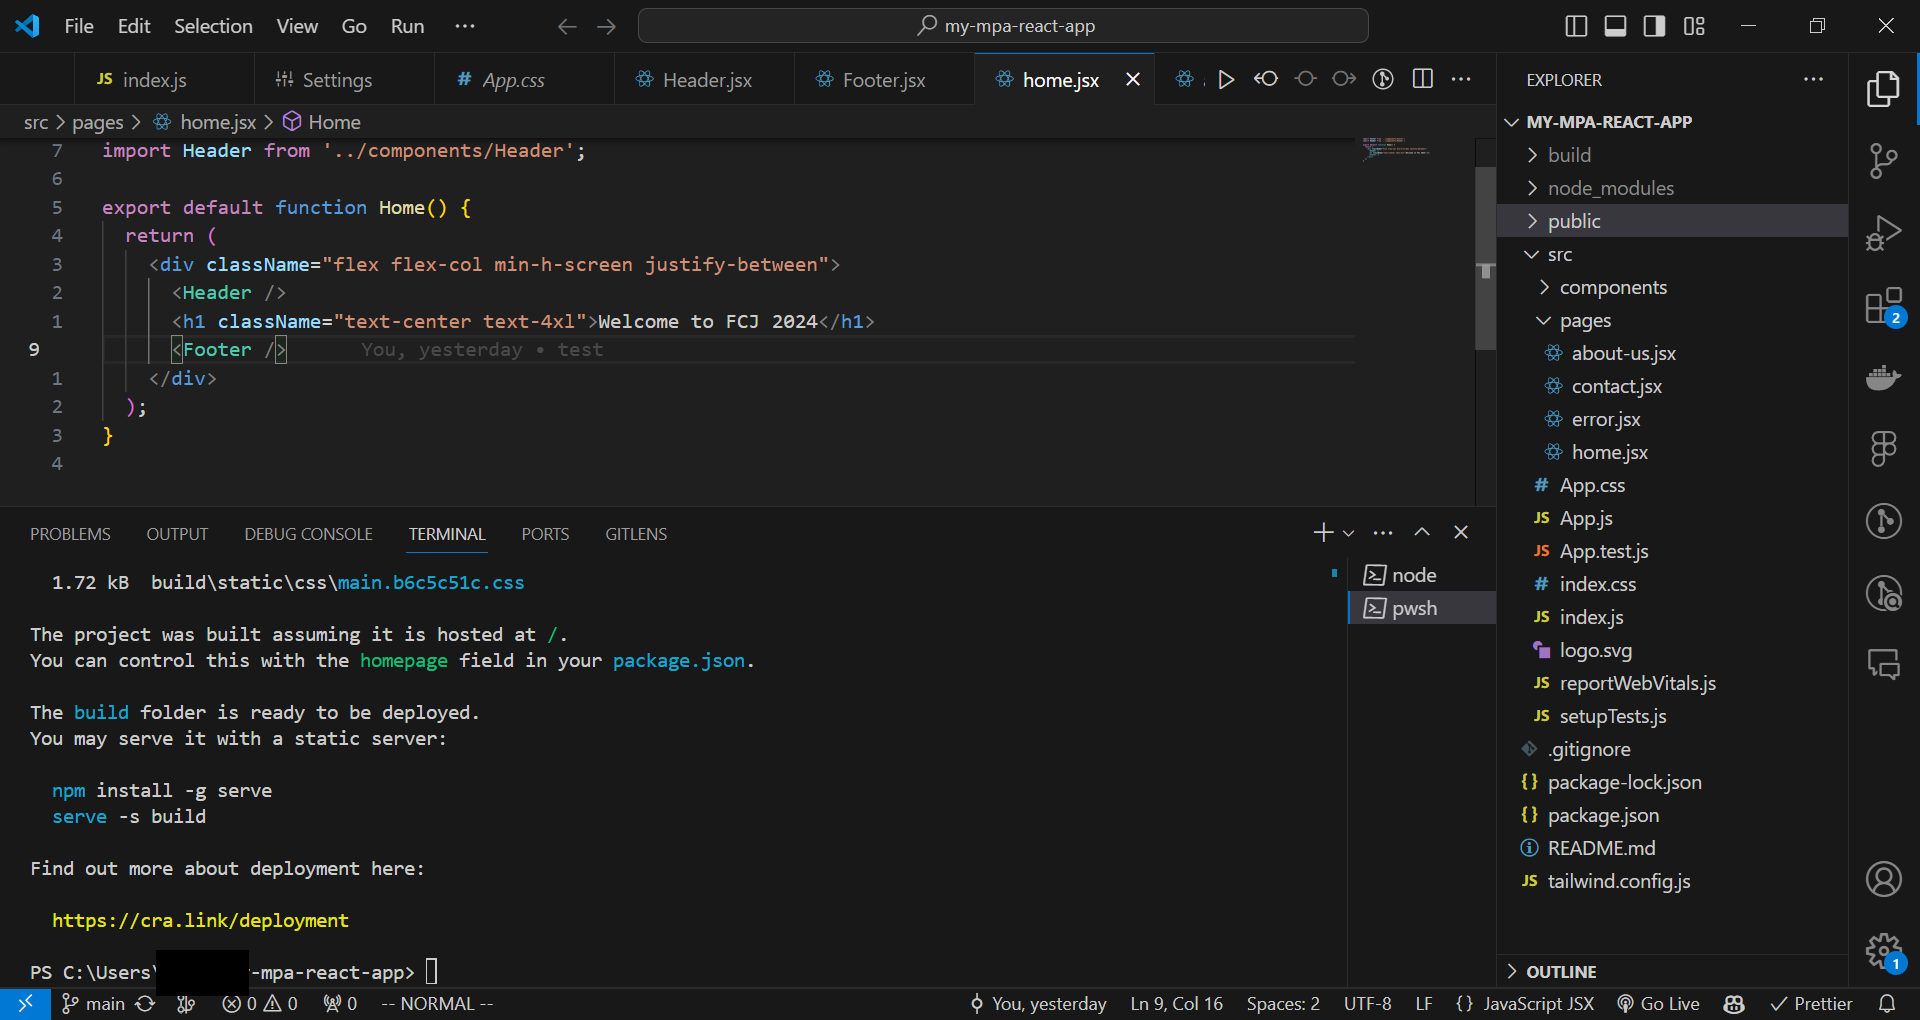 File Edit Selection View Go Run ···
my-mpa-react-app
JS index.js Settings # App.css Header.jsx Footer.jsx home.jsx
src > pages > home.jsx > Home
7 import Header from '../components/Header';
6
5 export default function Home() {
4 return (
3 <div className="flex flex-col min-h-screen justify-between">
2 <Header />
1 <h1 className="text-center text-4xl">Welcome to FCJ 2024</h1>
9 <Footer /> You, yesterday • test
1 </div>
2 );
3 }
4
PROBLEMS OUTPUT DEBUG CONSOLE TERMINAL PORTS GITLENS
1.72 kB build\static\css\main.b6c5c51c.css
The project was built assuming it is hosted at /.
You can control this with the homepage field in your package.json.
The build folder is ready to be deployed.
You may serve it with a static server:
npm install -g serve
serve -s build
Find out more about deployment here:
https://cra.link/deployment
PS C:\Users\ -mpa-react-app>
node
pwsh
EXPLORER
MY-MPA-REACT-APP
build
node_modules
public
src
components
pages
about-us.jsx
contact.jsx
error.jsx
home.jsx
# App.css
JS App.js
JS App.test.js
# index.css
JS index.js
logo.svg
JS reportWebVitals.js
JS setupTests.js
.gitignore
{} package-lock.json
{} package.json
README.md
JS tailwind.config.js
OUTLINE
2
1
main 0 0 0 -- NORMAL -- You, yesterday Ln 9, Col 16 Spaces: 2 UTF-8 LF {} JavaScript JSX Go Live Prettier